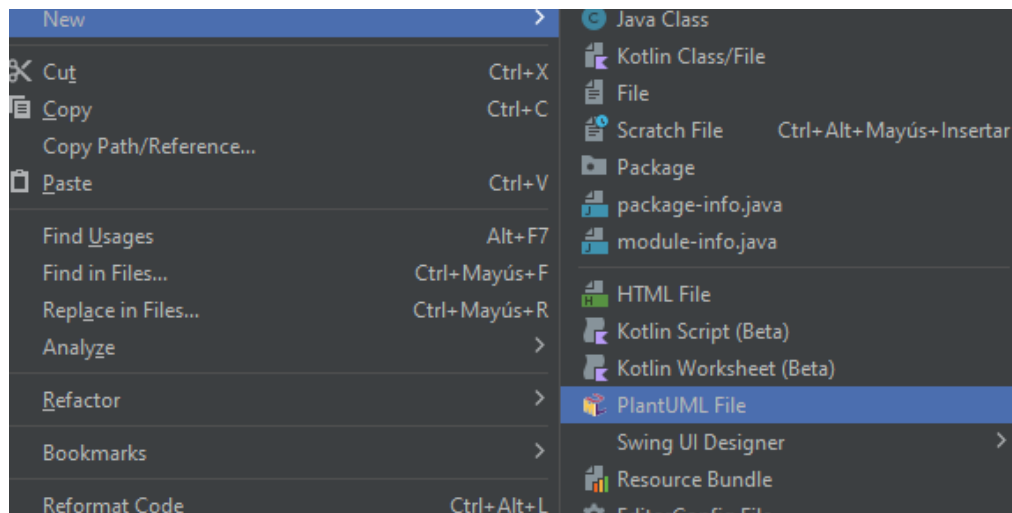 New
Cut Ctrl+X
Copy Ctrl+C
Copy Path/Reference...
Paste Ctrl+V
Find Usages Alt+F7
Find in Files... Ctrl+Mayús+F
Replace in Files... Ctrl+Mayús+R
Analyze
Refactor
Bookmarks
Reformat Code Ctrl+Alt+L
Java Class
Kotlin Class/File
File
Scratch File Ctrl+Alt+Mayús+Insertar
Package
package-info.java
module-info.java
HTML File
Kotlin Script (Beta)
Kotlin Worksheet (Beta)
PlantUML File
Swing UI Designer
Resource Bundle